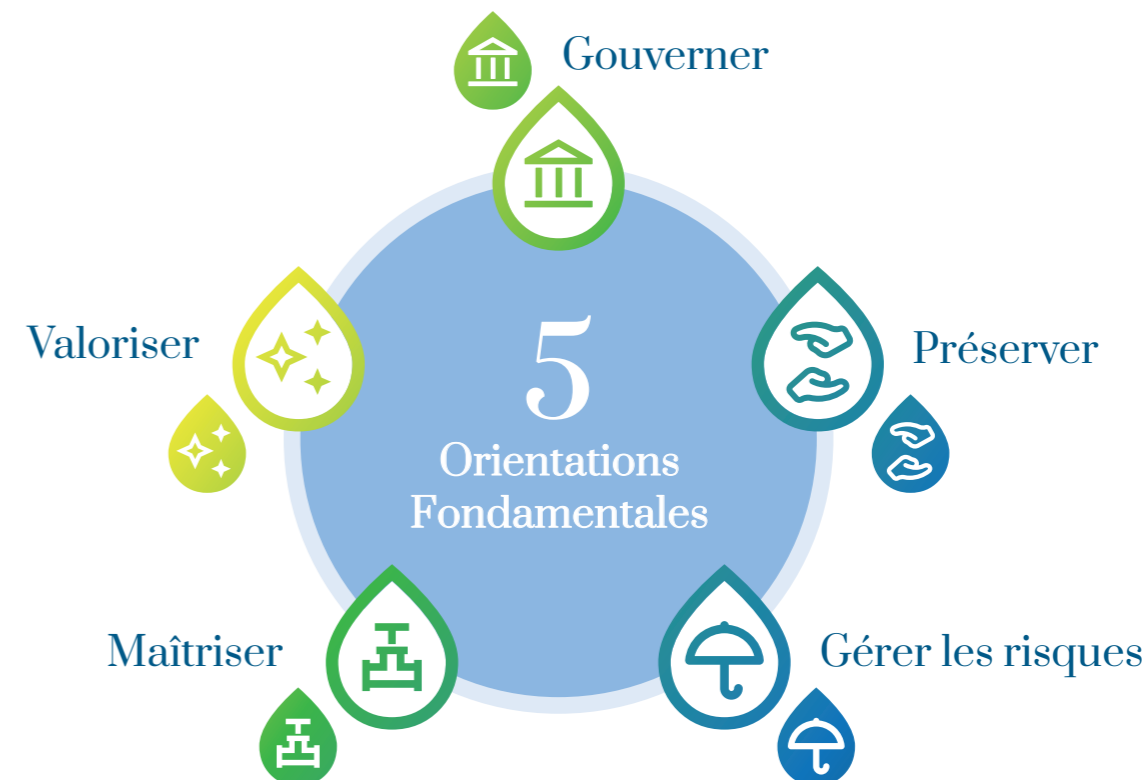 Gouverner
Valoriser
Préserver
5
Orientations
Fondamentales
Maîtriser
Gérer les risques